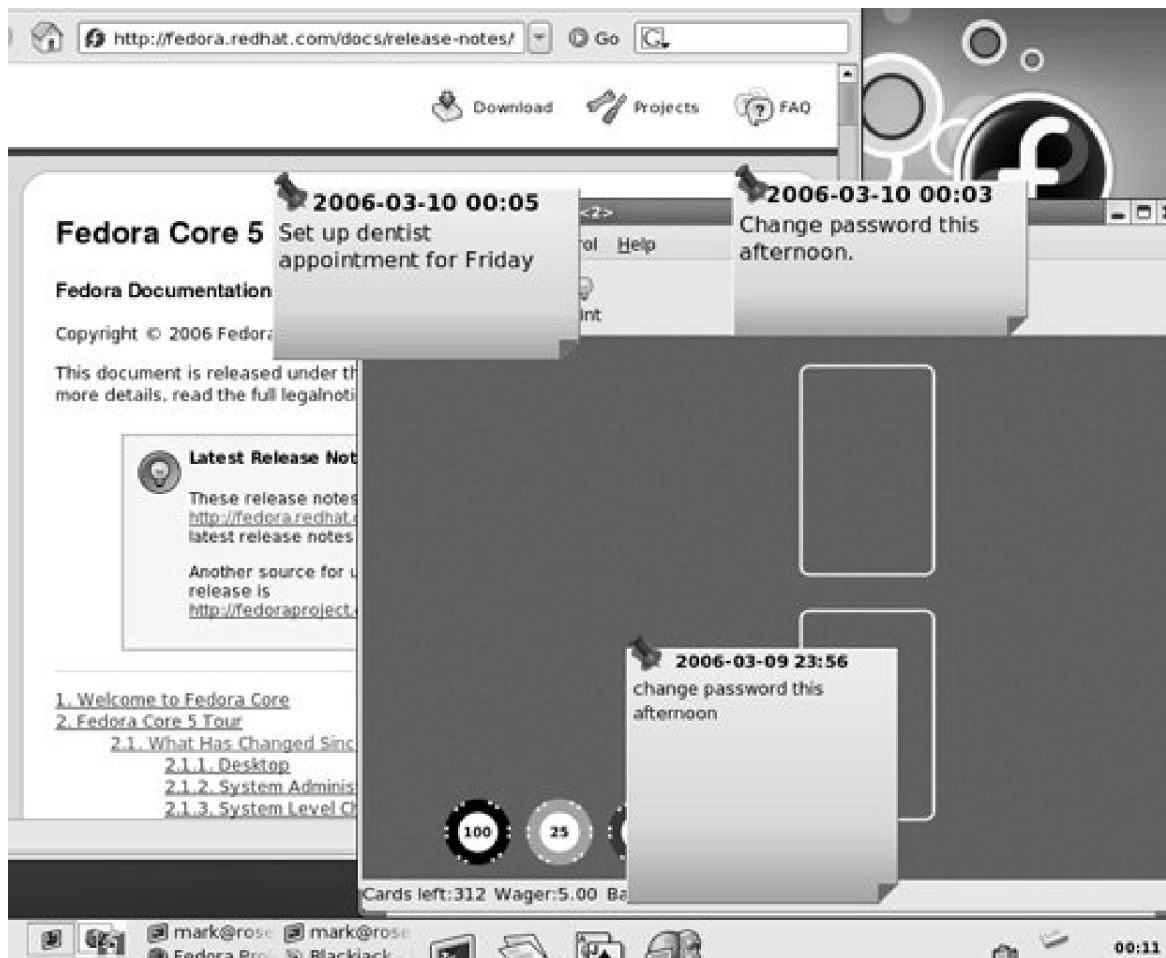 http://fedora.redhat.com/docs/release-notes/
Go
Download
Projects
FAQ
2006-03-10 00:05
Set up dentist
appointment for Friday
2006-03-10 00:03
Change password this
afternoon.
<2>
Help
Fedora Core 5
Fedora Documentation
Copyright © 2006 Fedora
This document is released under th
more details, read the full legalnoti
Latest Release Not
These release notes
http://fedora.redhat.
latest release notes
Another source for u
release is
http://fedoraproject.
1. Welcome to Fedora Core
2. Fedora Core 5 Tour
2.1. What Has Changed Sinc
2.1.1. Desktop
2.1.2. System Adminis
2.1.3. System Level Ch
2006-03-09 23:56
change password this
afternoon
100
25
Cards left:312 Wager:5.00 Ba
mark@rose
mark@rose
Fedora Pro
Blackjack
00:11